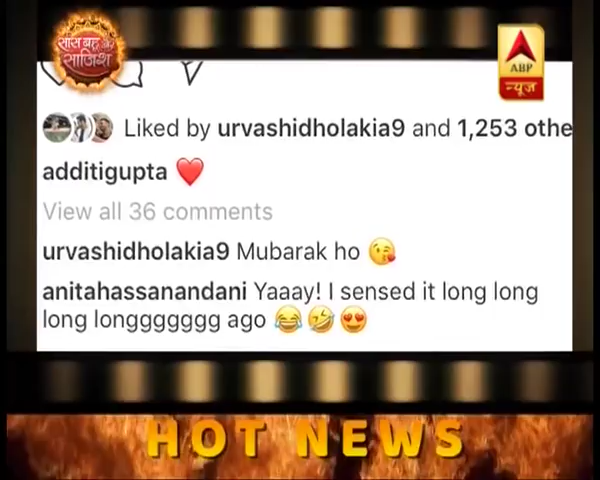 सास बहू और
साज़िश
ABP
न्यूज़
Liked by urvashidholakia9 and 1,253 othe
additigupta ❤️
View all 36 comments
urvashidholakia9 Mubarak ho 😘
anitahassanandani Yaaay! I sensed it long long
long longggggggg ago 😂🤣😍
HOT NEWS